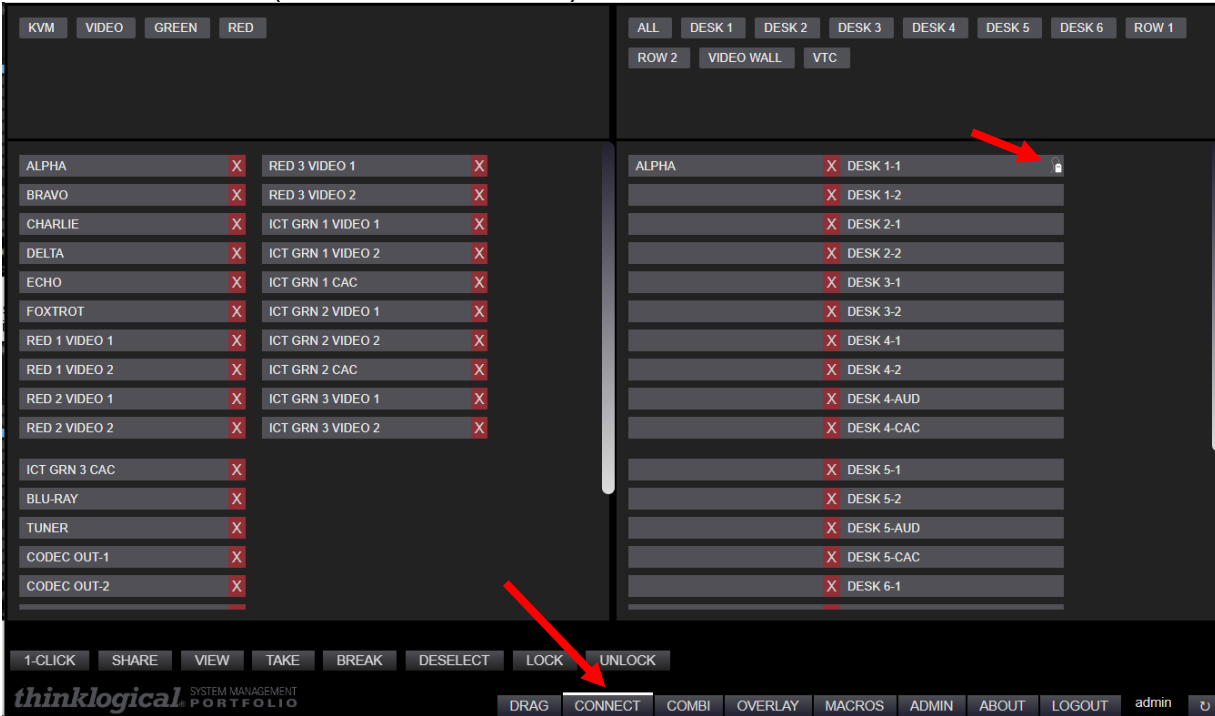 KVM VIDEO GREEN RED
ALL DESK 1 DESK 2 DESK 3 DESK 4 DESK 5 DESK 6 ROW 1
ROW 2 VIDEO WALL VTC
ALPHA X RED 3 VIDEO 1 X
BRAVO X RED 3 VIDEO 2 X
CHARLIE X ICT GRN 1 VIDEO 1 X
DELTA X ICT GRN 1 VIDEO 2 X
ECHO X ICT GRN 1 CAC X
FOXTROT X ICT GRN 2 VIDEO 1 X
RED 1 VIDEO 1 X ICT GRN 2 VIDEO 2 X
RED 1 VIDEO 2 X ICT GRN 2 CAC X
RED 2 VIDEO 1 X ICT GRN 3 VIDEO 1 X
RED 2 VIDEO 2 X ICT GRN 3 VIDEO 2 X
ICT GRN 3 CAC X
BLU-RAY X
TUNER X
CODEC OUT-1 X
CODEC OUT-2 X
ALPHA X DESK 1-1
X DESK 1-2
X DESK 2-1
X DESK 2-2
X DESK 3-1
X DESK 3-2
X DESK 4-1
X DESK 4-2
X DESK 4-AUD
X DESK 4-CAC
X DESK 5-1
X DESK 5-2
X DESK 5-AUD
X DESK 5-CAC
X DESK 6-1
1-CLICK SHARE VIEW TAKE BREAK DESELECT LOCK UNLOCK
thinklogical® SYSTEM MANAGEMENT
PORTFOLIO
DRAG CONNECT COMBI OVERLAY MACROS ADMIN ABOUT LOGOUT admin